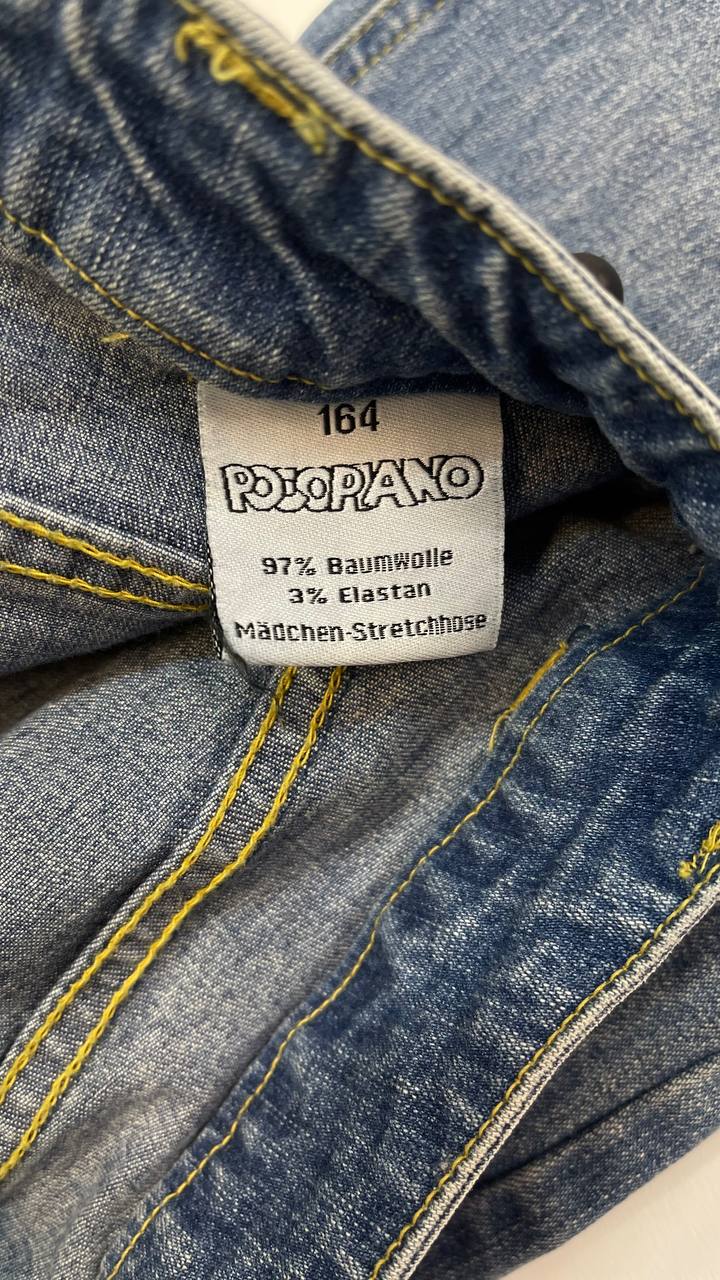 164
POCOPIANO
97% Baumwolle
3% Elastan
Mädchen-Stretchhose